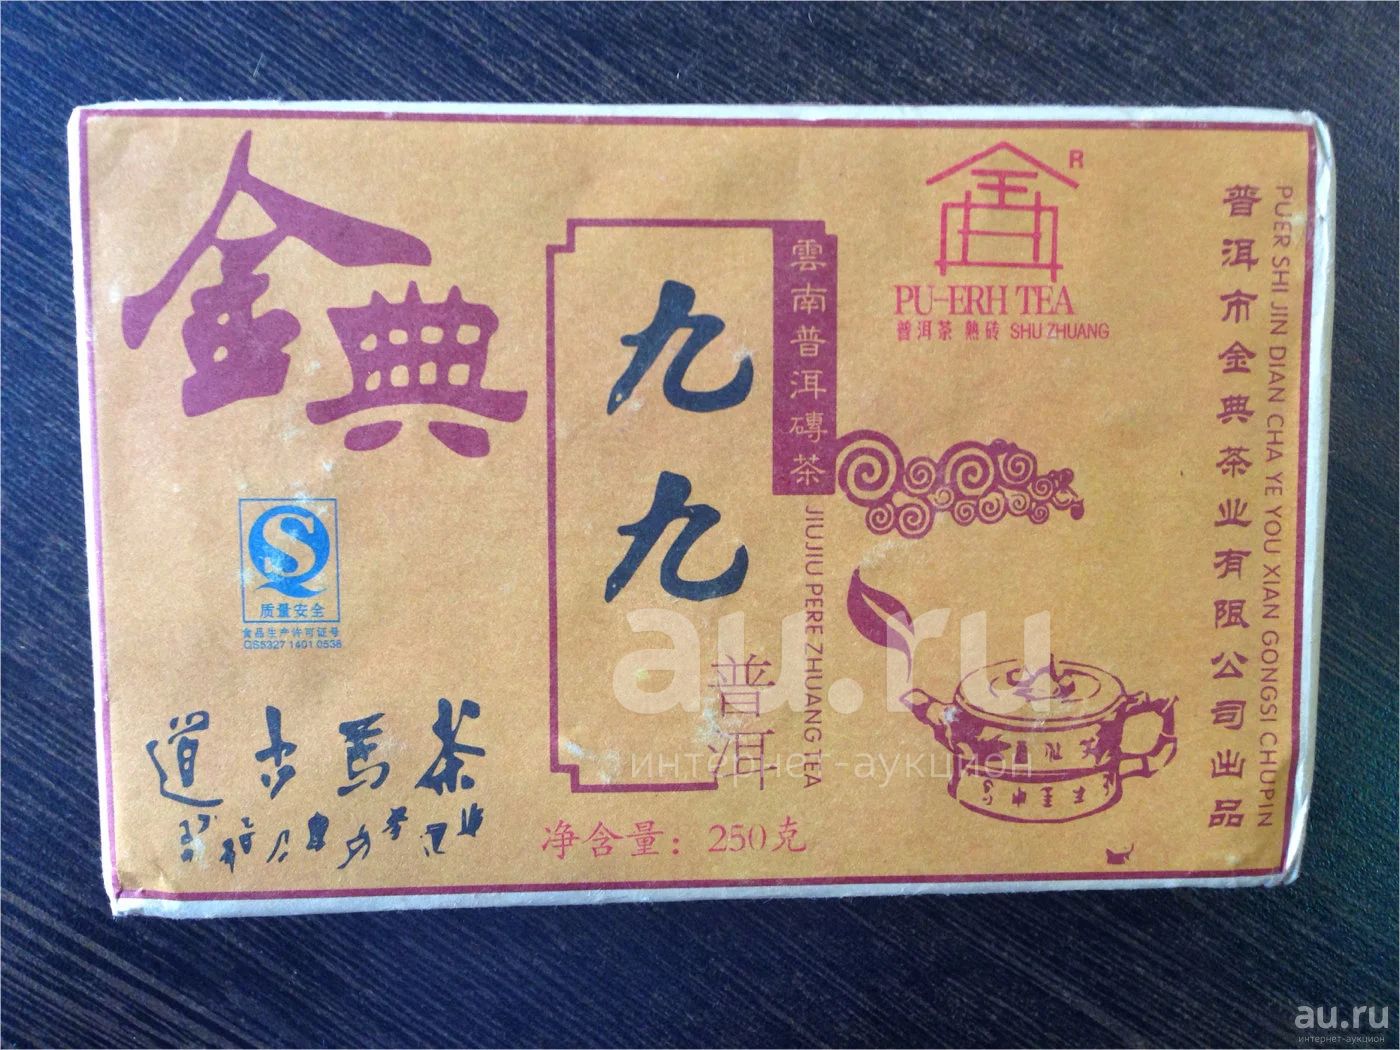 金典
九九
雲南普洱磚茶
JIUJIU PERE ZHUANG TEA
普洱
净含量：250克
R
PU-ERH TEA
普洱茶 熟砖 SHU ZHUANG
普洱市金典茶业有限公司出品
PUER SHI JIN DIAN CHA YE YOU XIAN GONGSI CHUPIN
质量安全
食品生产许可证号
QS5327 1401 0538
道古馬茶
au.ru
интернет-аукцион
au.ru
интернет-аукцион